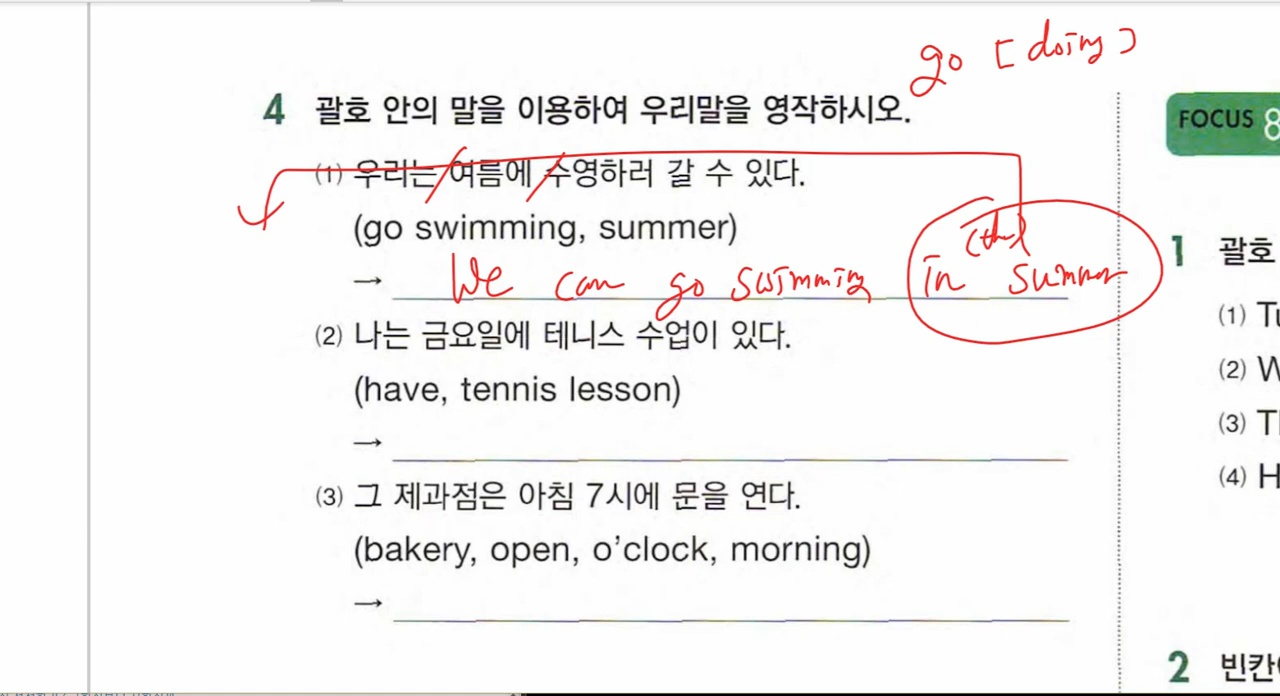 go [doing]
4 괄호 안의 말을 이용하여 우리말을 영작하시오.
(1) 우리는 여름에 수영하러 갈 수 있다.
(go swimming, summer)
(the)
→ We can go swimming in summer
(2) 나는 금요일에 테니스 수업이 있다.
(have, tennis lesson)
→
(3) 그 제과점은 아침 7시에 문을 연다.
(bakery, open, o'clock, morning)
→
FOCUS 8
1 괄호
(1)
(2)
(3)
(4)
2